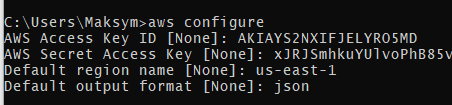 C:\Users\Maksym>aws configure
AWS Access Key ID [None]: AKIAYS2NXIFJELYRO5MD
AWS Secret Access Key [None]: xJRJSmhkuYUlvoPhB85v
Default region name [None]: us-east-1
Default output format [None]: json